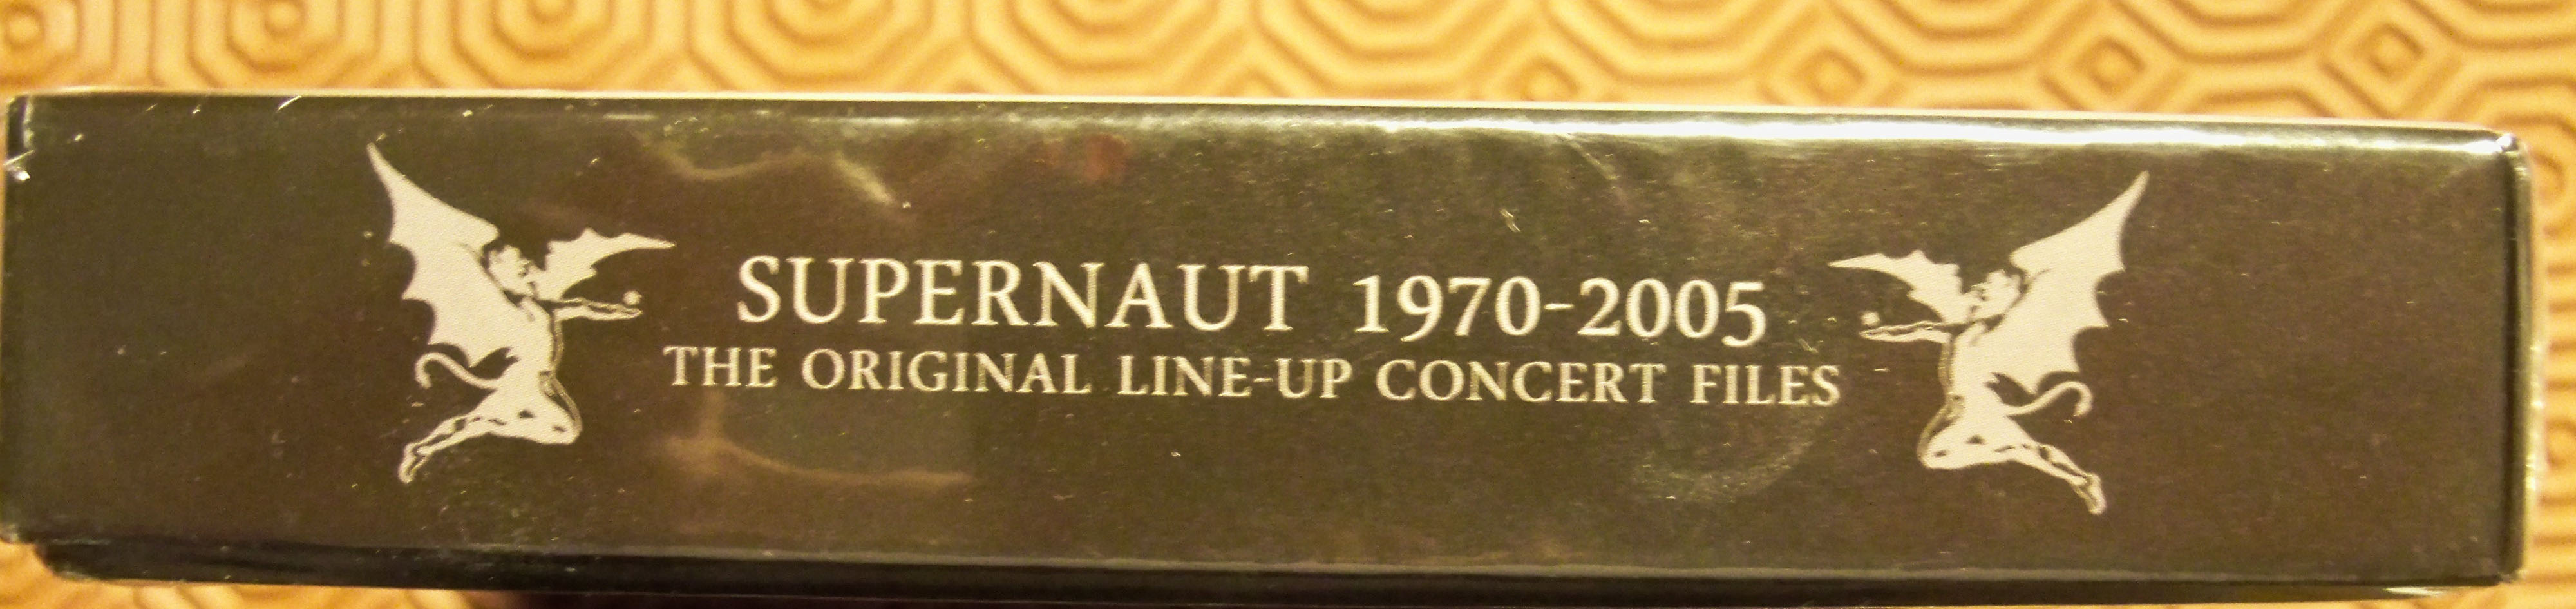 SUPERNAUT 1970-2005
THE ORIGINAL LINE-UP CONCERT FILES